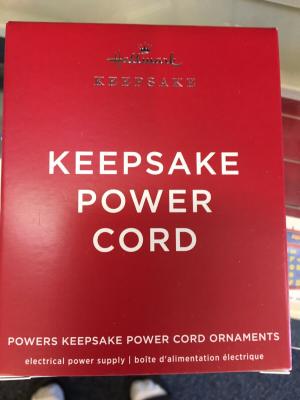 Hallmark
KEEPSAKE
KEEPSAKE
POWER
CORD
POWERS KEEPSAKE POWER CORD ORNAMENTS
electrical power supply | boîte d'alimentation électrique